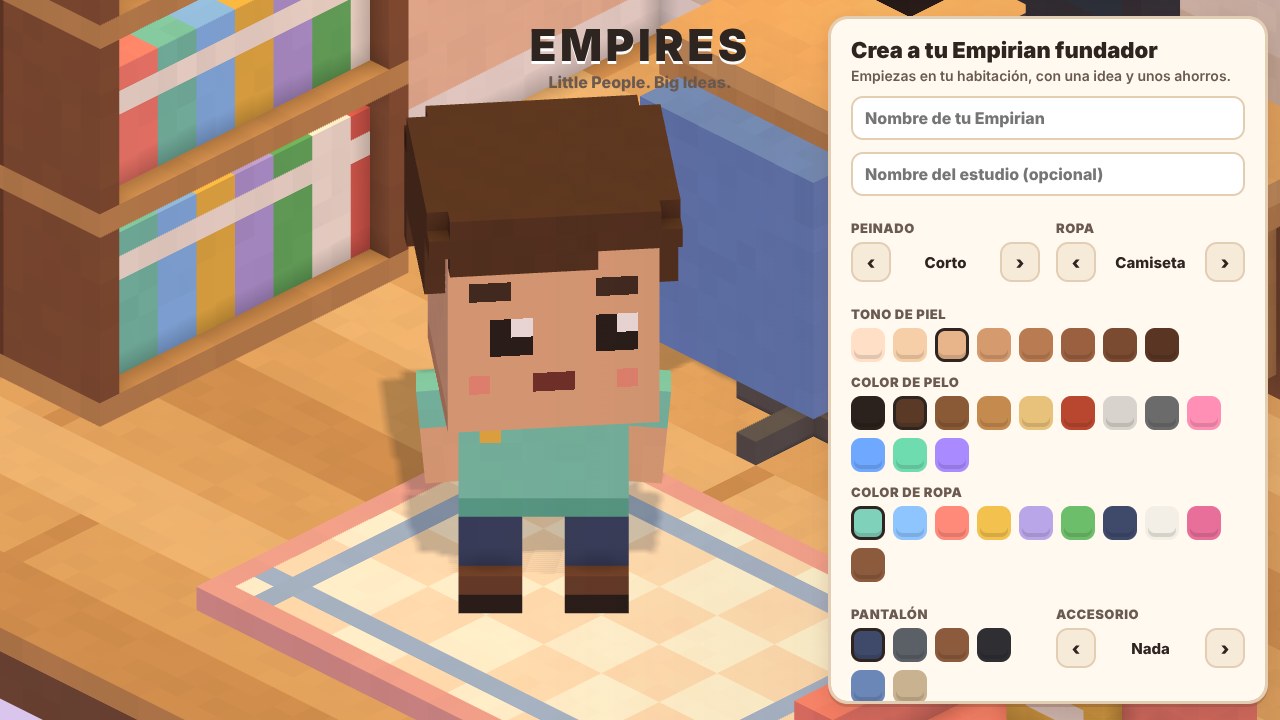 EMPIRES
Little People. Big Ideas.
Crea a tu Empirian fundador
Empiezas en tu habitación, con una idea y unos ahorros.
Nombre de tu Empirian
Nombre del estudio (opcional)
PEINADO
ROPA
‹ Corto ›
‹ Camiseta ›
TONO DE PIEL
COLOR DE PELO
COLOR DE ROPA
PANTALÓN
ACCESORIO
‹ Nada ›